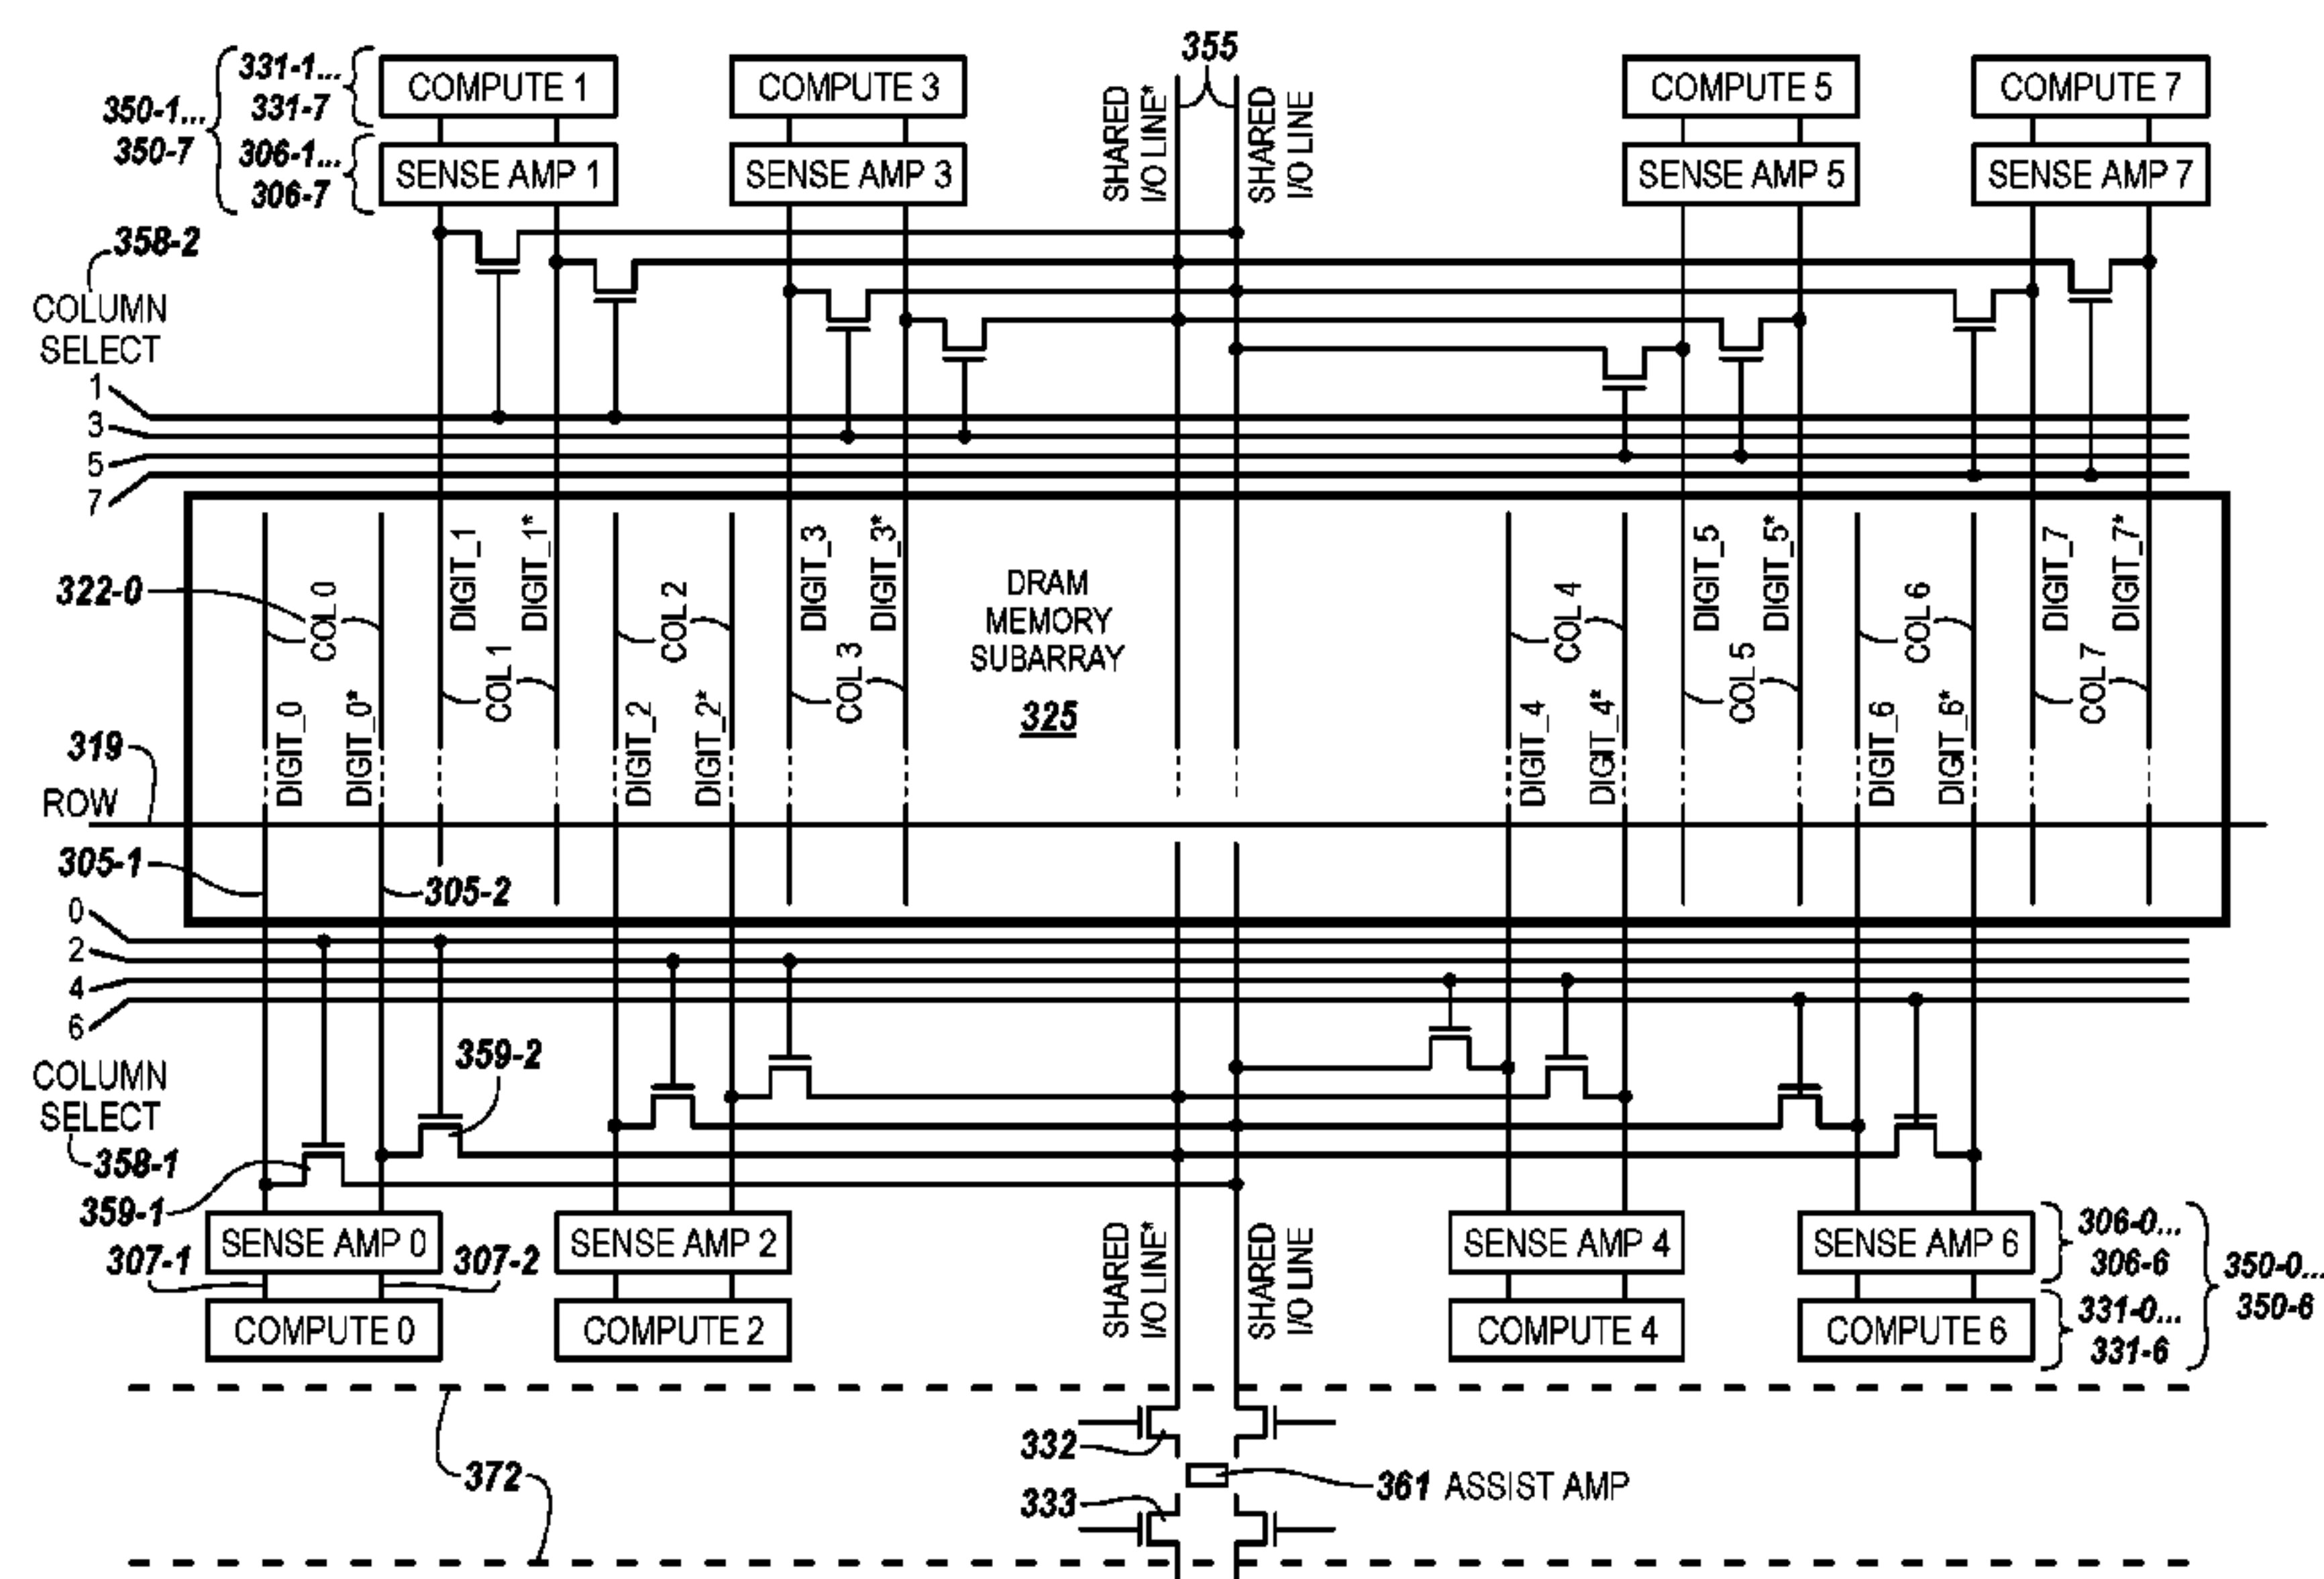 355
331-1...
331-7
350-1...
350-7
306-1...
306-7
COMPUTE 1
COMPUTE 3
COMPUTE 5
COMPUTE 7
SENSE AMP 1
SENSE AMP 3
SENSE AMP 5
SENSE AMP 7
SHARED
I/O LINE*
SHARED
I/O LINE
358-2
COLUMN
SELECT
1
3
5
7
322-0
COL 0
DIGIT_1
DIGIT_1*
COL 1
COL 2
DIGIT_3
DIGIT_3*
COL 3
DRAM
MEMORY
SUBARRAY
325
COL 4
DIGIT_5
DIGIT_5*
COL 5
COL 6
DIGIT_7
DIGIT_7*
COL 7
DIGIT_0
DIGIT_0*
DIGIT_2
DIGIT_2*
DIGIT_4
DIGIT_4*
DIGIT_6
DIGIT_6*
319
ROW
305-1
305-2
0
2
4
6
COLUMN
SELECT
358-1
359-2
359-1
SENSE AMP 0
SENSE AMP 2
SENSE AMP 4
SENSE AMP 6
307-1
307-2
COMPUTE 0
COMPUTE 2
COMPUTE 4
COMPUTE 6
SHARED
I/O LINE*
SHARED
I/O LINE
306-0...
306-6
331-0...
331-6
350-0...
350-6
332
372
361 ASSIST AMP
333